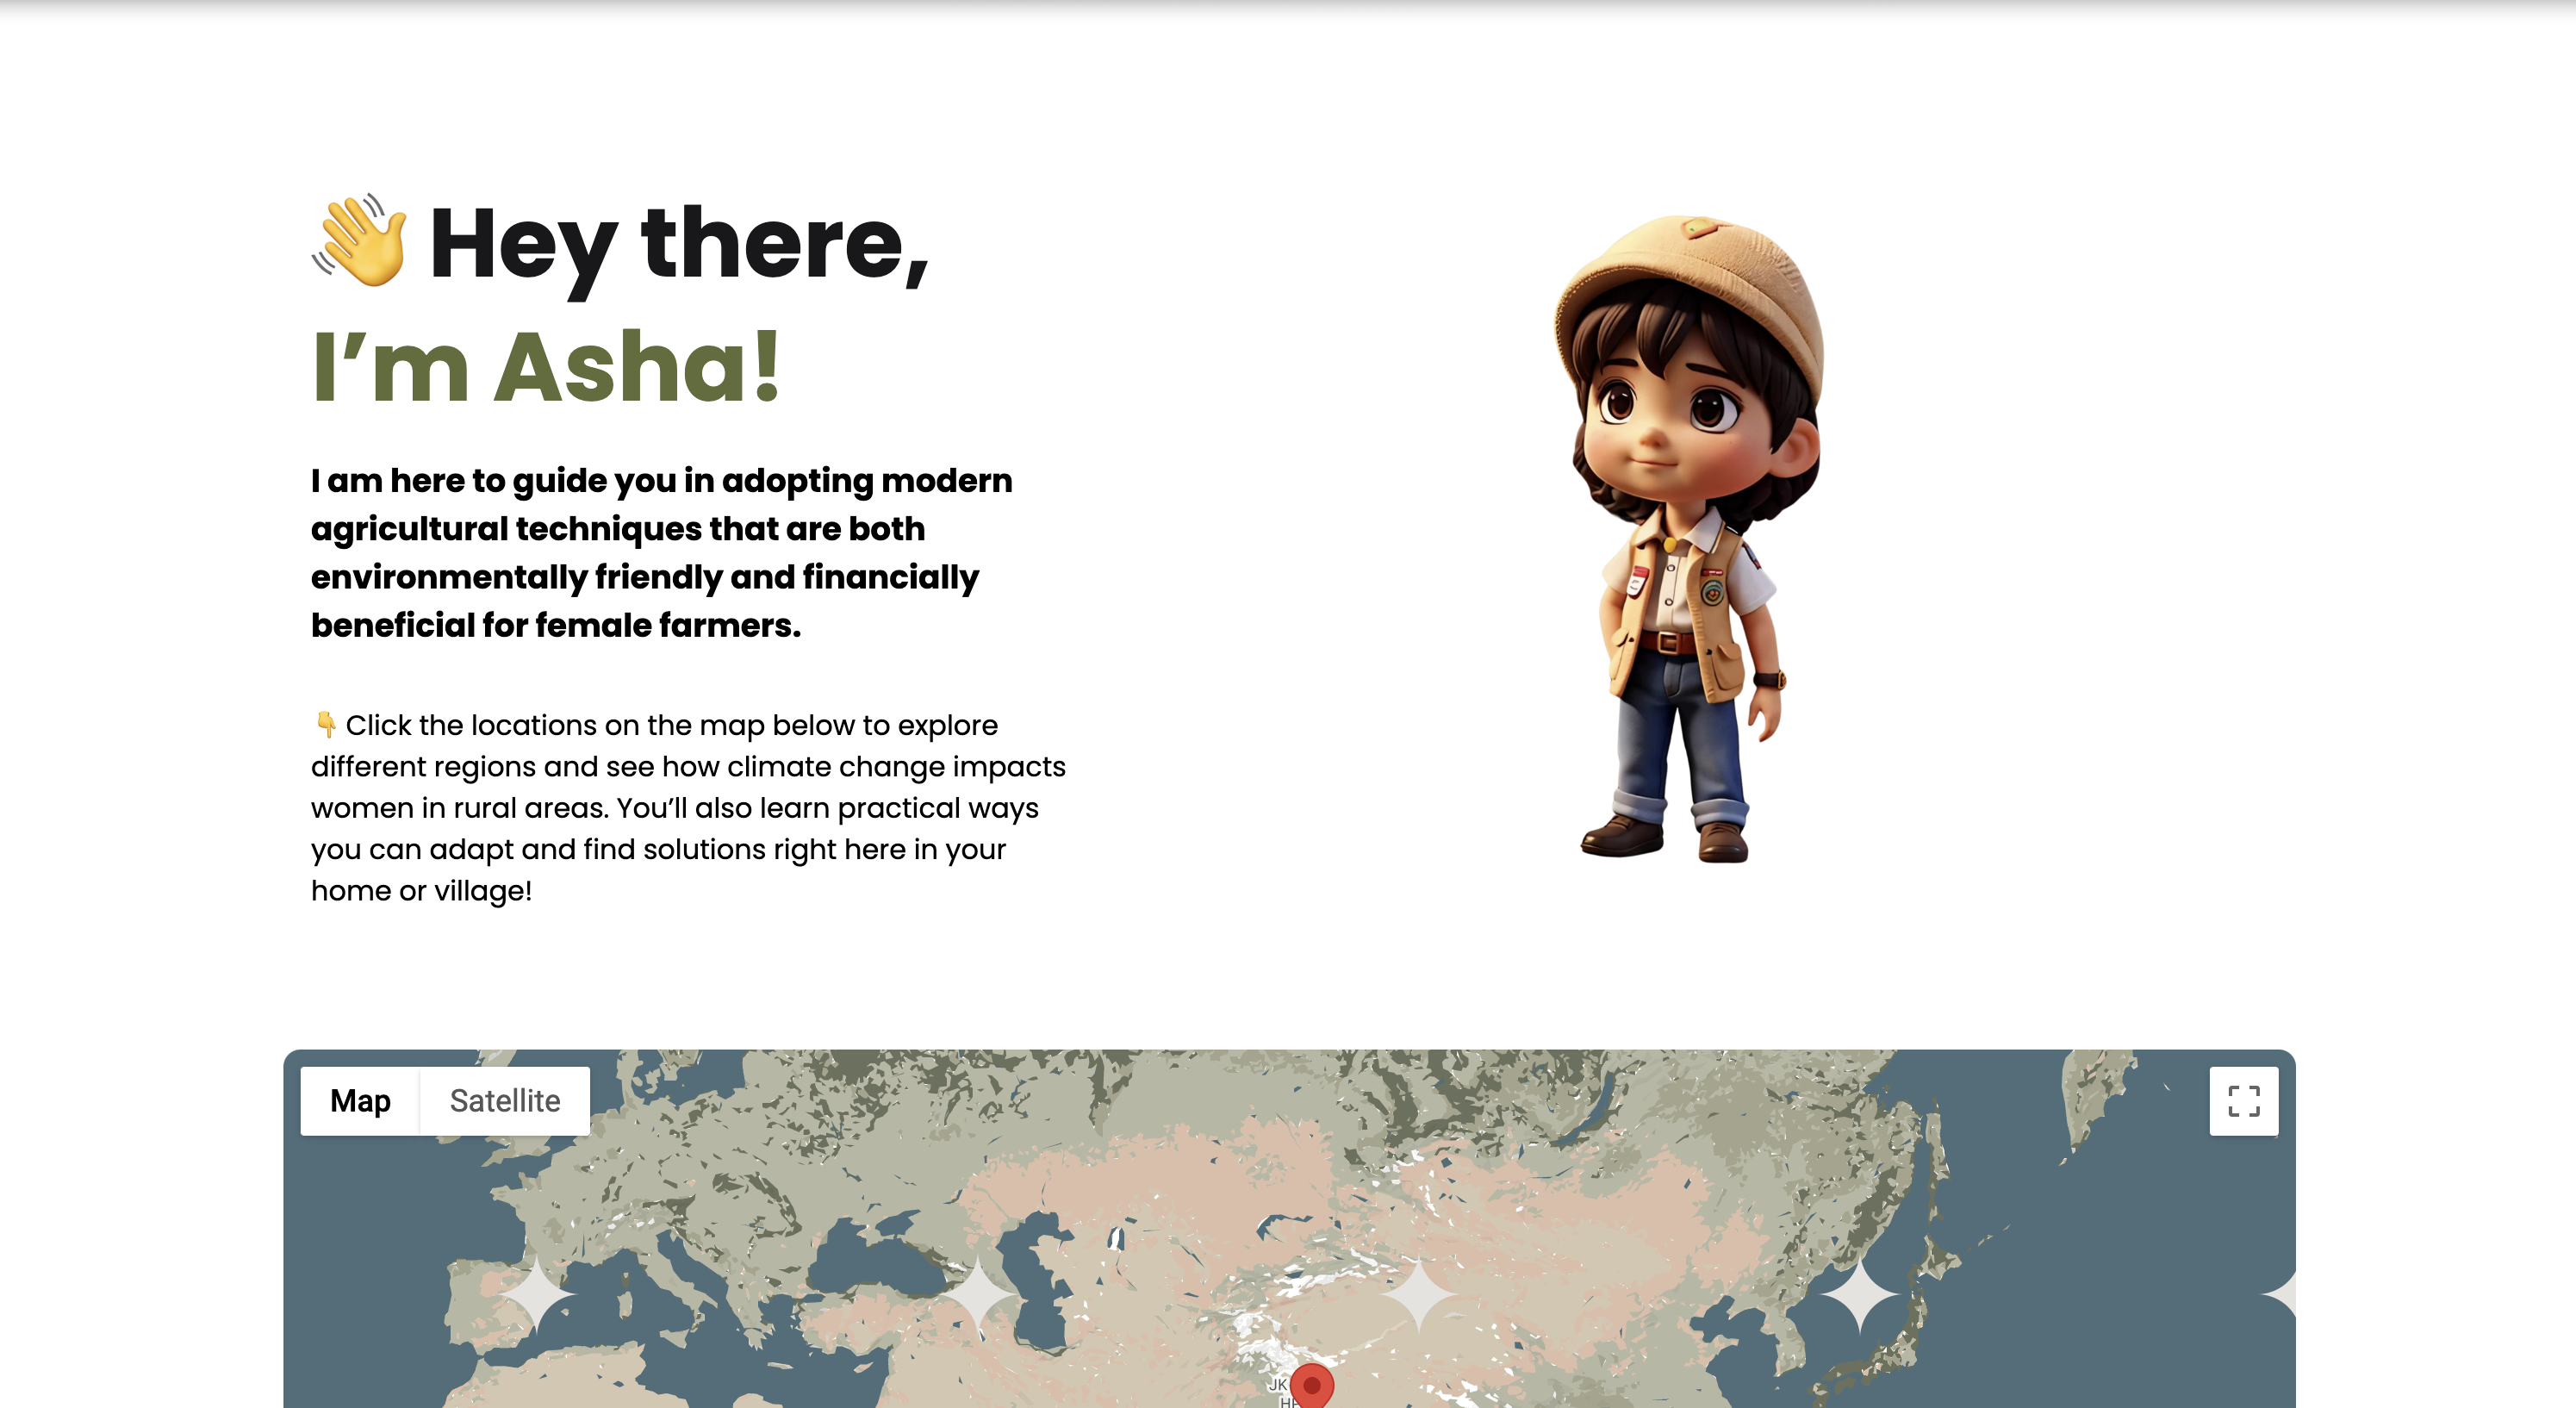 👋 Hey there,
I’m Asha!
I am here to guide you in adopting modern
agricultural techniques that are both
environmentally friendly and financially
beneficial for female farmers.
👇 Click the locations on the map below to explore
different regions and see how climate change impacts
women in rural areas. You’ll also learn practical ways
you can adapt and find solutions right here in your
home or village!
Map Satellite
JK